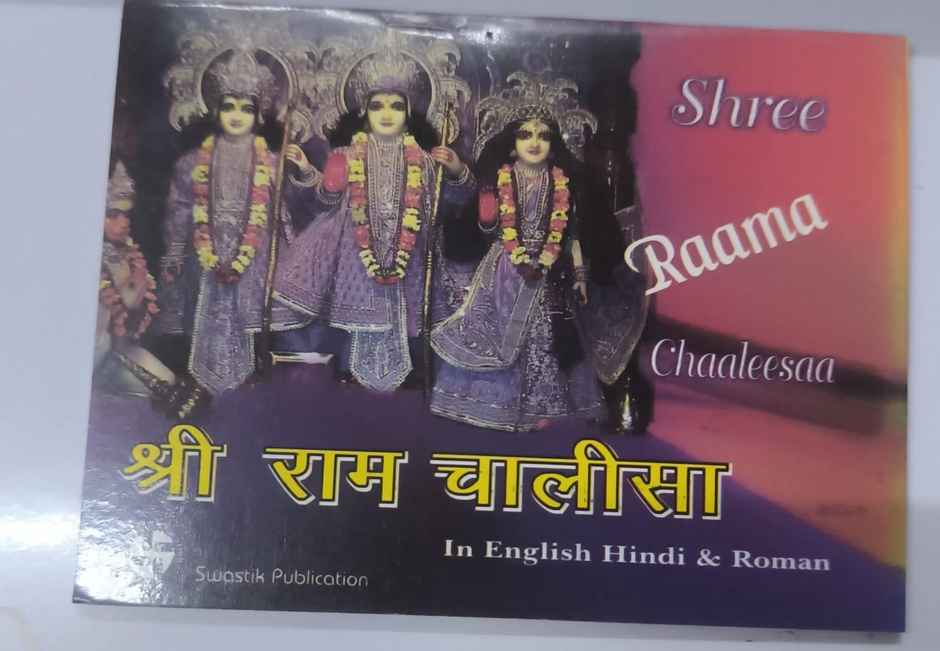 Shree
Raama
Chaaleesaa
श्री राम चालीसा
In English Hindi & Roman
Swastik Publication